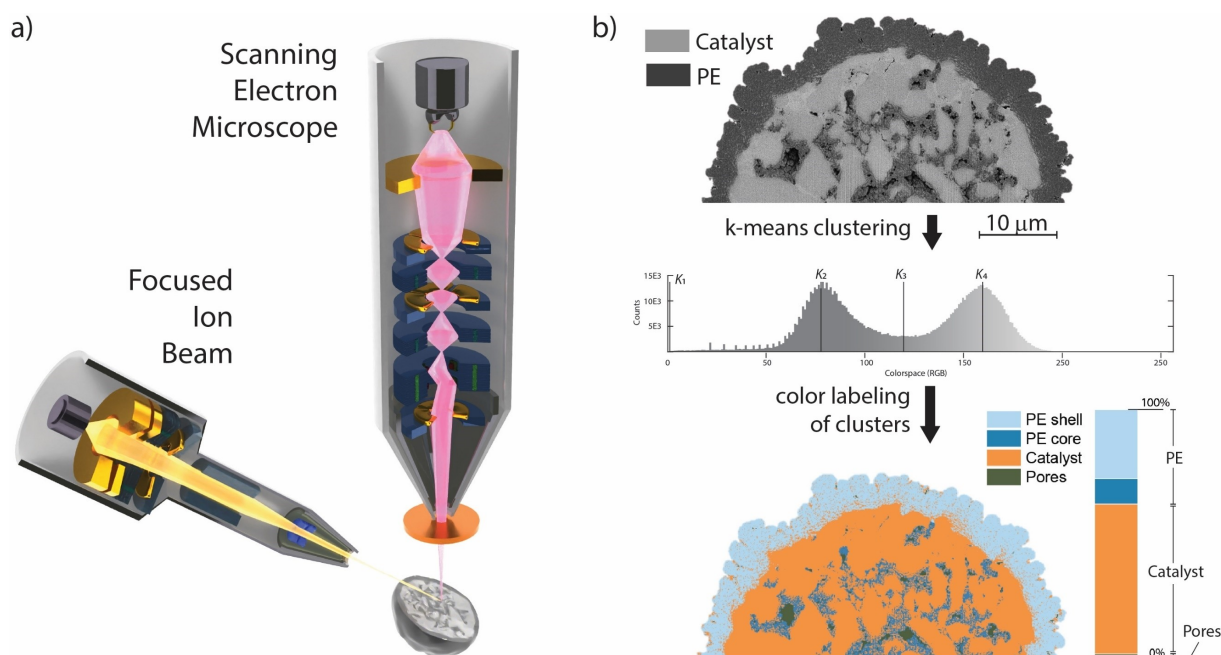 a)
Scanning
Electron
Microscope
Focused
Ion
Beam
b)
Catalyst
PE
k-means clustering
10 μm
15E3
10E3
5E3
Counts
K1
K2
K3
K4
0
50
100
150
250
250
Colorspace (RGB)
color labeling
of clusters
PE shell
PE core
Catalyst
Pores
100%
PE
Catalyst
Pores
0%